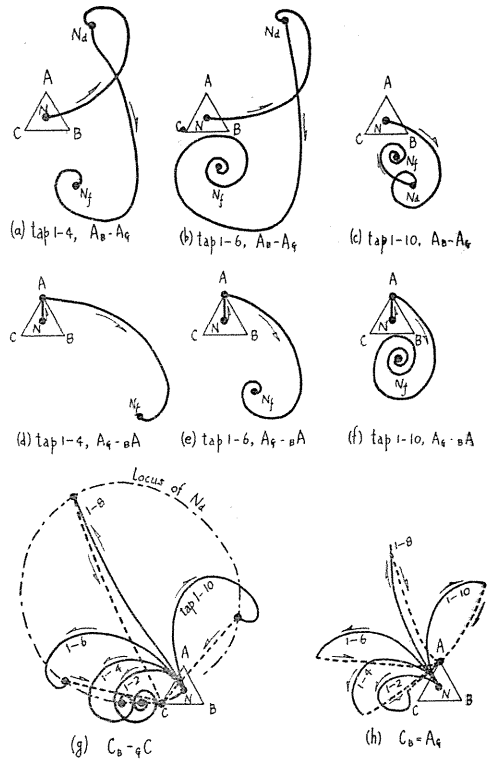 Nd
A
N
C B
Nf
(a) tap 1-4, AB-AG
Nd
A
C N B
Nf
(b) tap 1-6, AB-AG
A
N
C B
Nf
Nd
(c) tap 1-10, AB-AG
A
C N B
Nf
(d) tap 1-4, AG-BA
A
C N B
Nf
(e) tap 1-6, AG-BA
A
C N B
Nf
(f) tap 1-10, AG-BA
Locus of Nd
1-8
tap 1-10
1-6
1-4
1-2
A
N
C B
(g) CB-GC
1-8
1-10
1-6
1-4
1-2
A
N
C B
(h) CB=AG